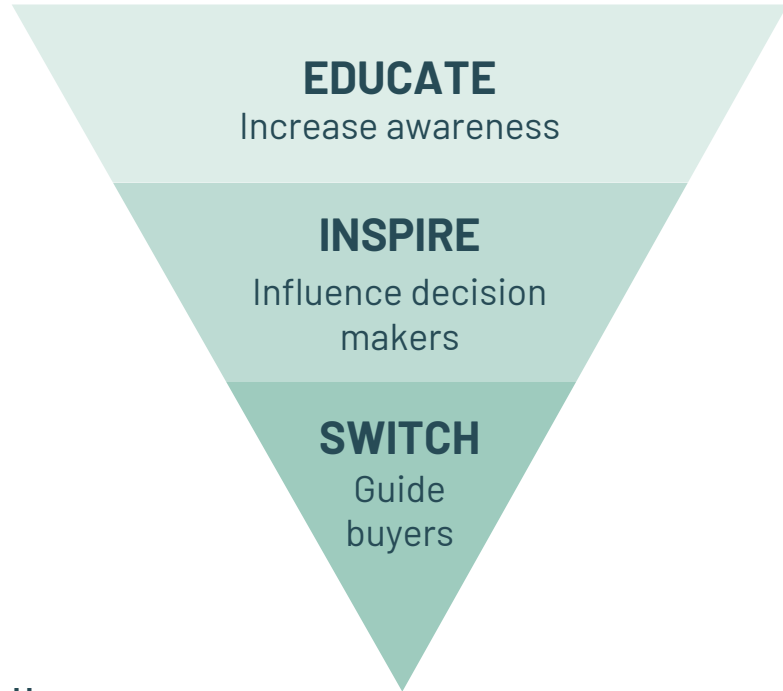 EDUCATE
Increase awareness
INSPIRE
Influence decision
makers
SWITCH
Guide
buyers